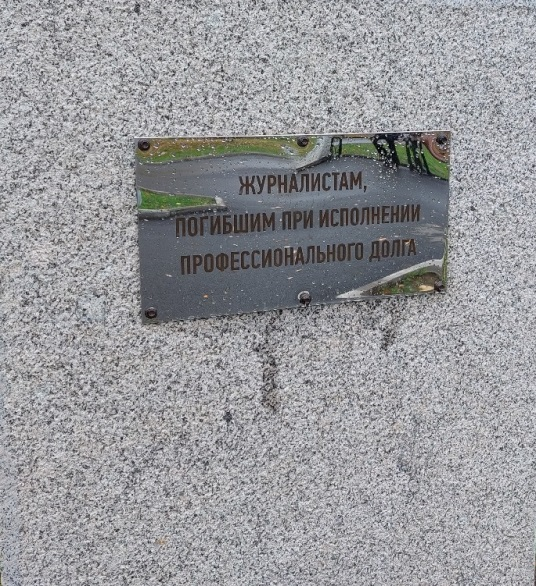 ЖУРНАЛИСТАМ,
ПОГИБШИМ ПРИ ИСПОЛНЕНИИ
ПРОФЕССИОНАЛЬНОГО ДОЛГА